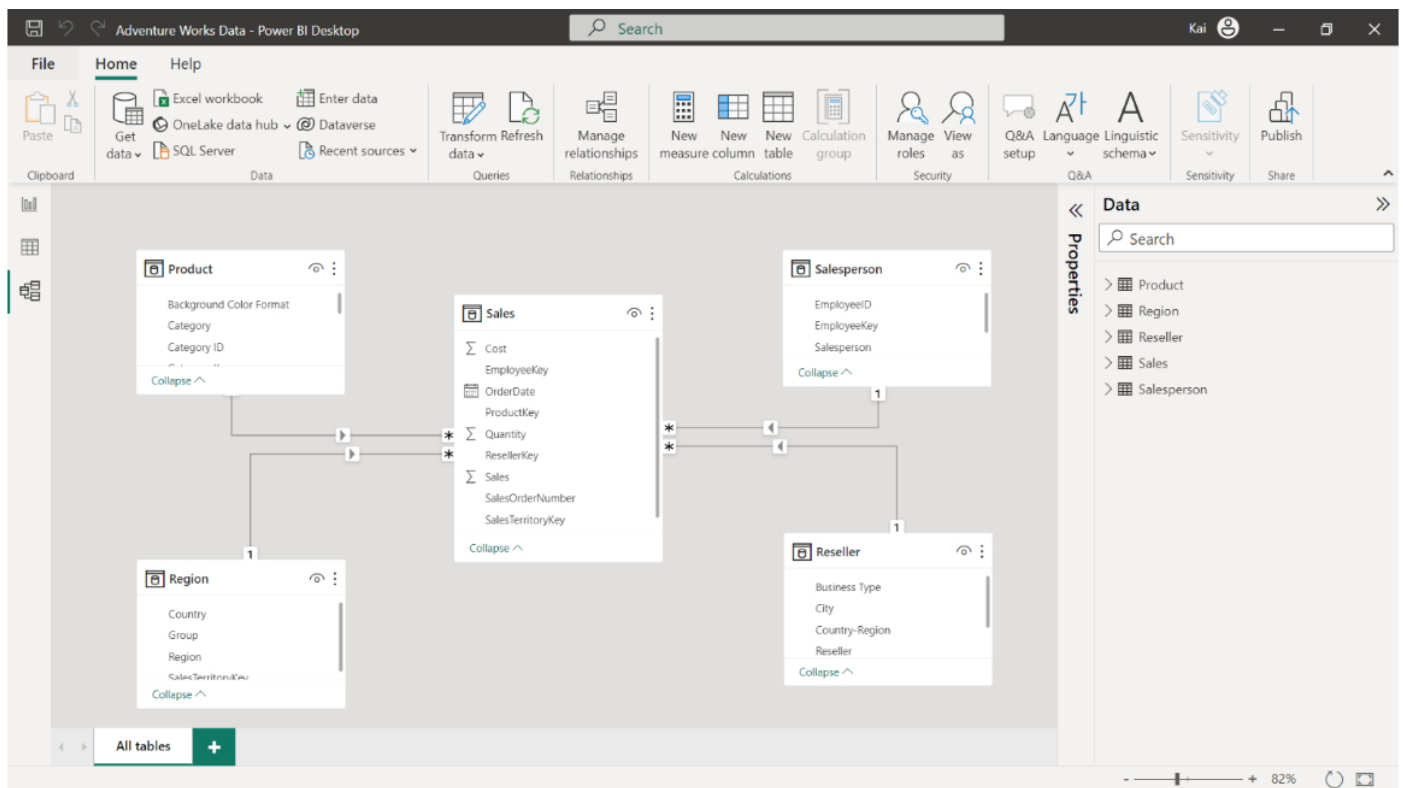 Adventure Works Data - Power BI Desktop
Search
Kai
File
Home
Help
Paste
Clipboard
Get data
Excel workbook
OneLake data hub
SQL Server
Enter data
Dataverse
Recent sources
Data
Transform data
Refresh
Queries
Manage relationships
Relationships
New measure
New column
New table
Calculation group
Calculations
Manage roles
View as
Security
Q&A setup
Language
Linguistic schema
Q&A
Sensitivity
Sensitivity
Publish
Share
Product
Background Color Format
Category
Category ID
Collapse
Sales
Cost
EmployeeKey
OrderDate
ProductKey
Quantity
ResellerKey
Sales
SalesOrderNumber
SalesTerritoryKey
Collapse
Salesperson
EmployeeID
EmployeeKey
Salesperson
Collapse
1
*
*
*
*
1
1
Region
Country
Group
Region
SalesTerritoryKey
Collapse
Reseller
Business Type
City
Country-Region
Reseller
Collapse
Properties
Data
Search
Product
Region
Reseller
Sales
Salesperson
All tables
+
- + 82%